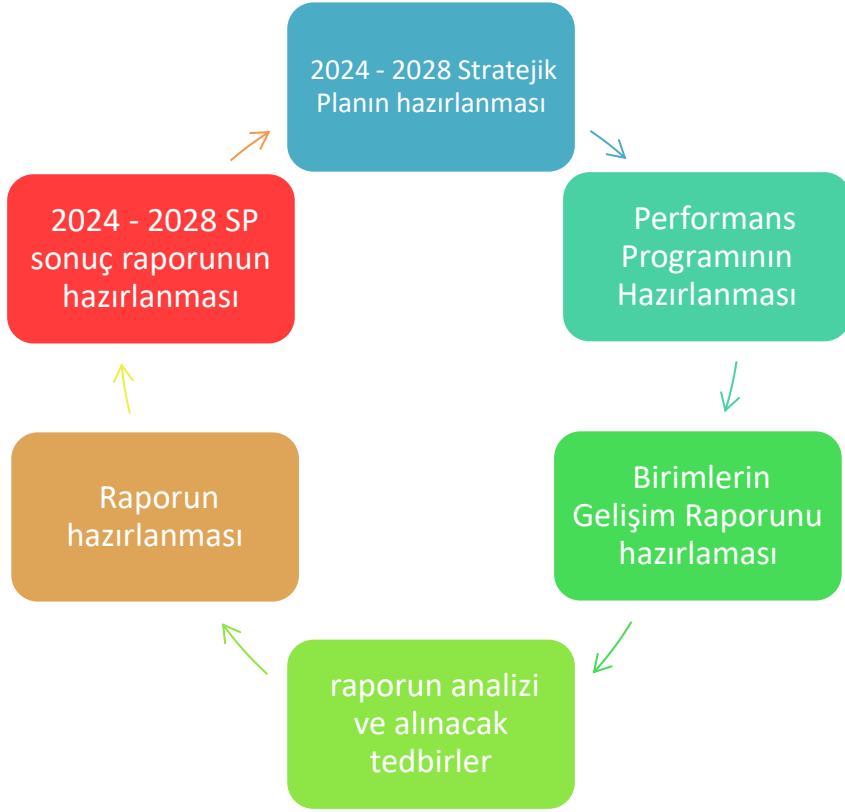 2024 - 2028 Stratejik
Planın hazırlanması
Performans
Programının
Hazırlanması
Birimlerin
Gelişim Raporunu
hazırlaması
raporun analizi
ve alınacak
tedbirler
Raporun
hazırlanması
2024 - 2028 SP
sonuç raporunun
hazırlanması